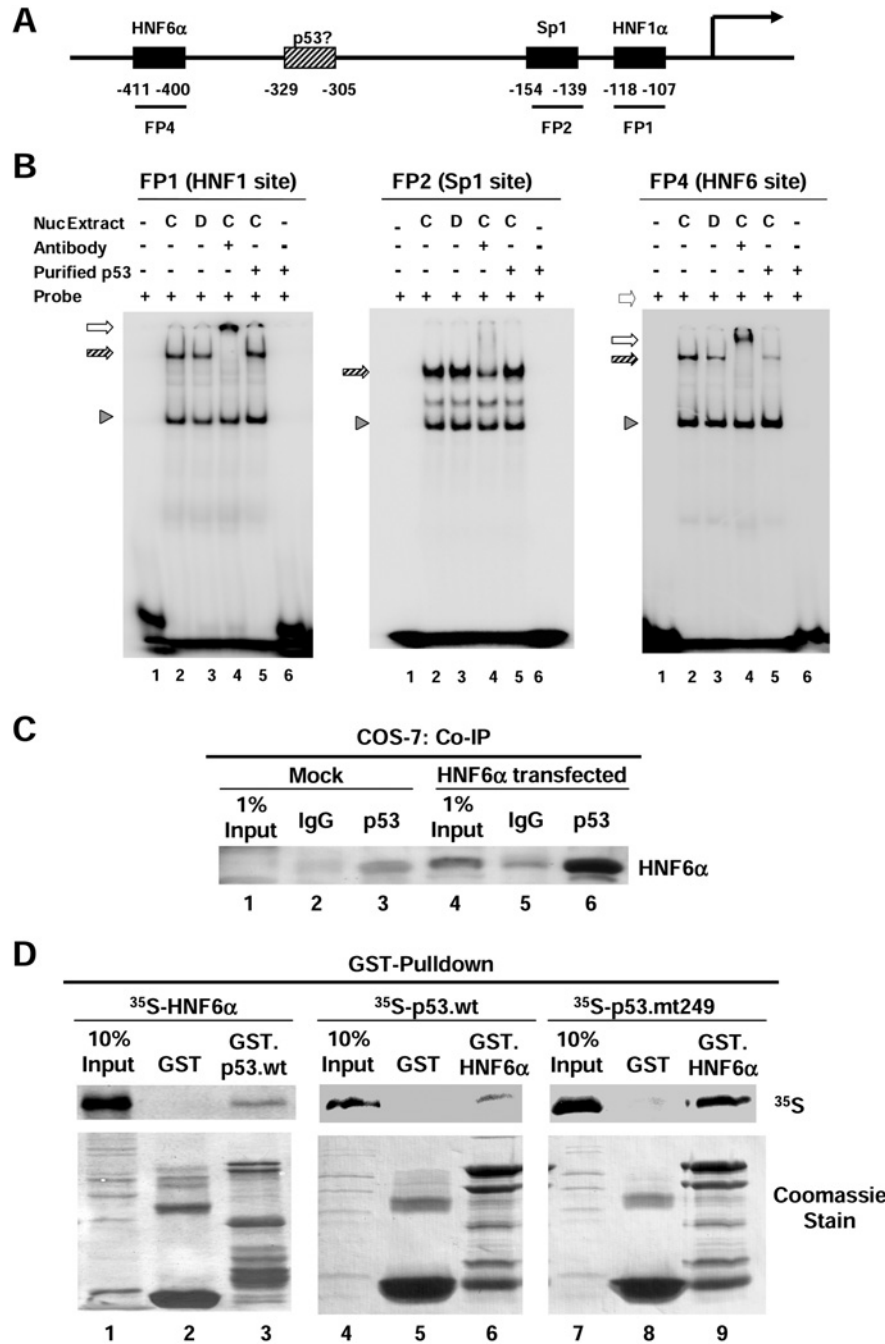 A
HNF6α p53? Sp1 HNF1α
-411 -400 -329 -305 -154 -139 -118 -107
FP4 FP2 FP1
B
FP1 (HNF1 site) FP2 (Sp1 site) FP4 (HNF6 site)
Nuc Extract - C D C C - - C D C C - - C D C C -
Antibody - - - + - - - - - + - - - - - + - -
Purified p53 - - - - + + - - - - + + - - - - + +
Probe + + + + + + + + + + + + + + + + + +
1 2 3 4 5 6 1 2 3 4 5 6 1 2 3 4 5 6
C
COS-7: Co-IP
Mock HNF6α transfected
1% Input IgG p53 1% Input IgG p53
HNF6α
1 2 3 4 5 6
D
GST-Pulldown
35S-HNF6α 35S-p53.wt 35S-p53.mt249
10% Input GST GST.p53.wt 10% Input GST GST.HNF6α 10% Input GST GST.HNF6α
35S
Coomassie
Stain
1 2 3 4 5 6 7 8 9